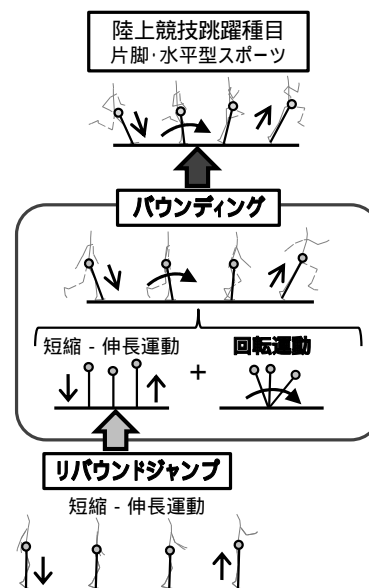 陸上競技跳躍種目
片脚・水平型スポーツ
バウンディング
短縮 - 伸長運動
+
回転運動
リバウンドジャンプ
短縮 - 伸長運動